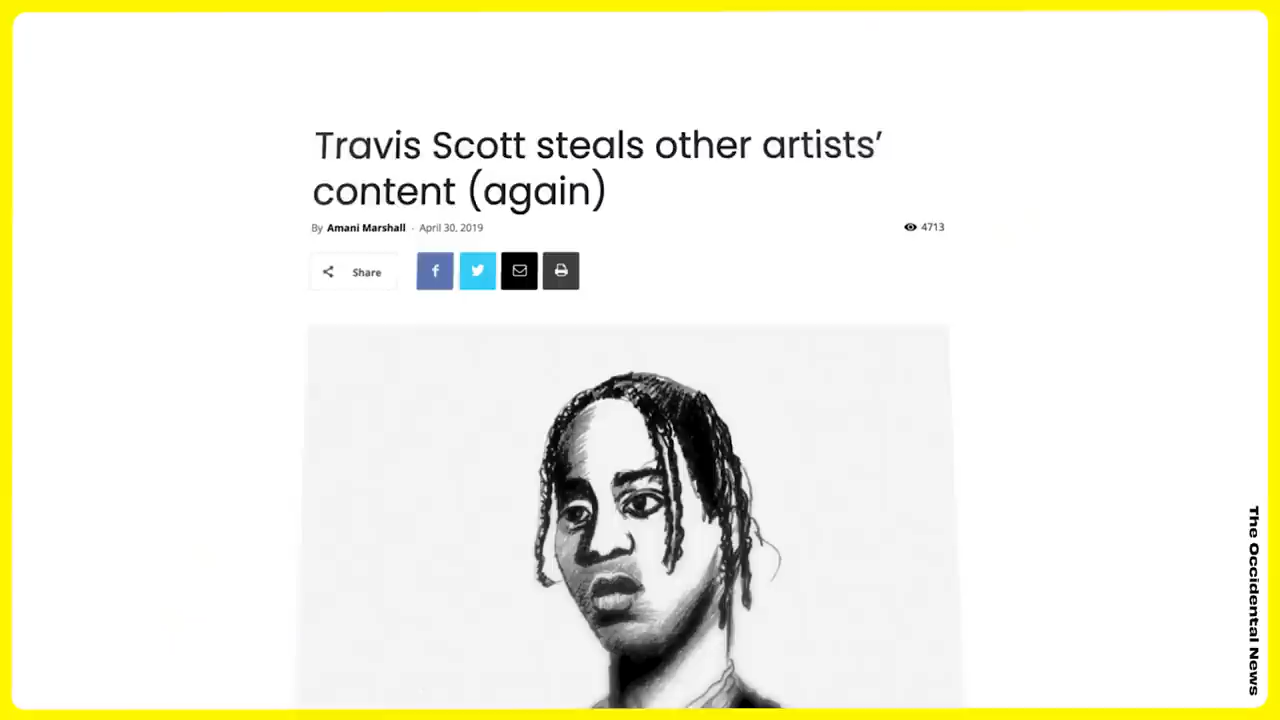 Travis Scott steals other artists’
content (again)
By Amani Marshall - April 30, 2019
4713
Share
The Occidental News